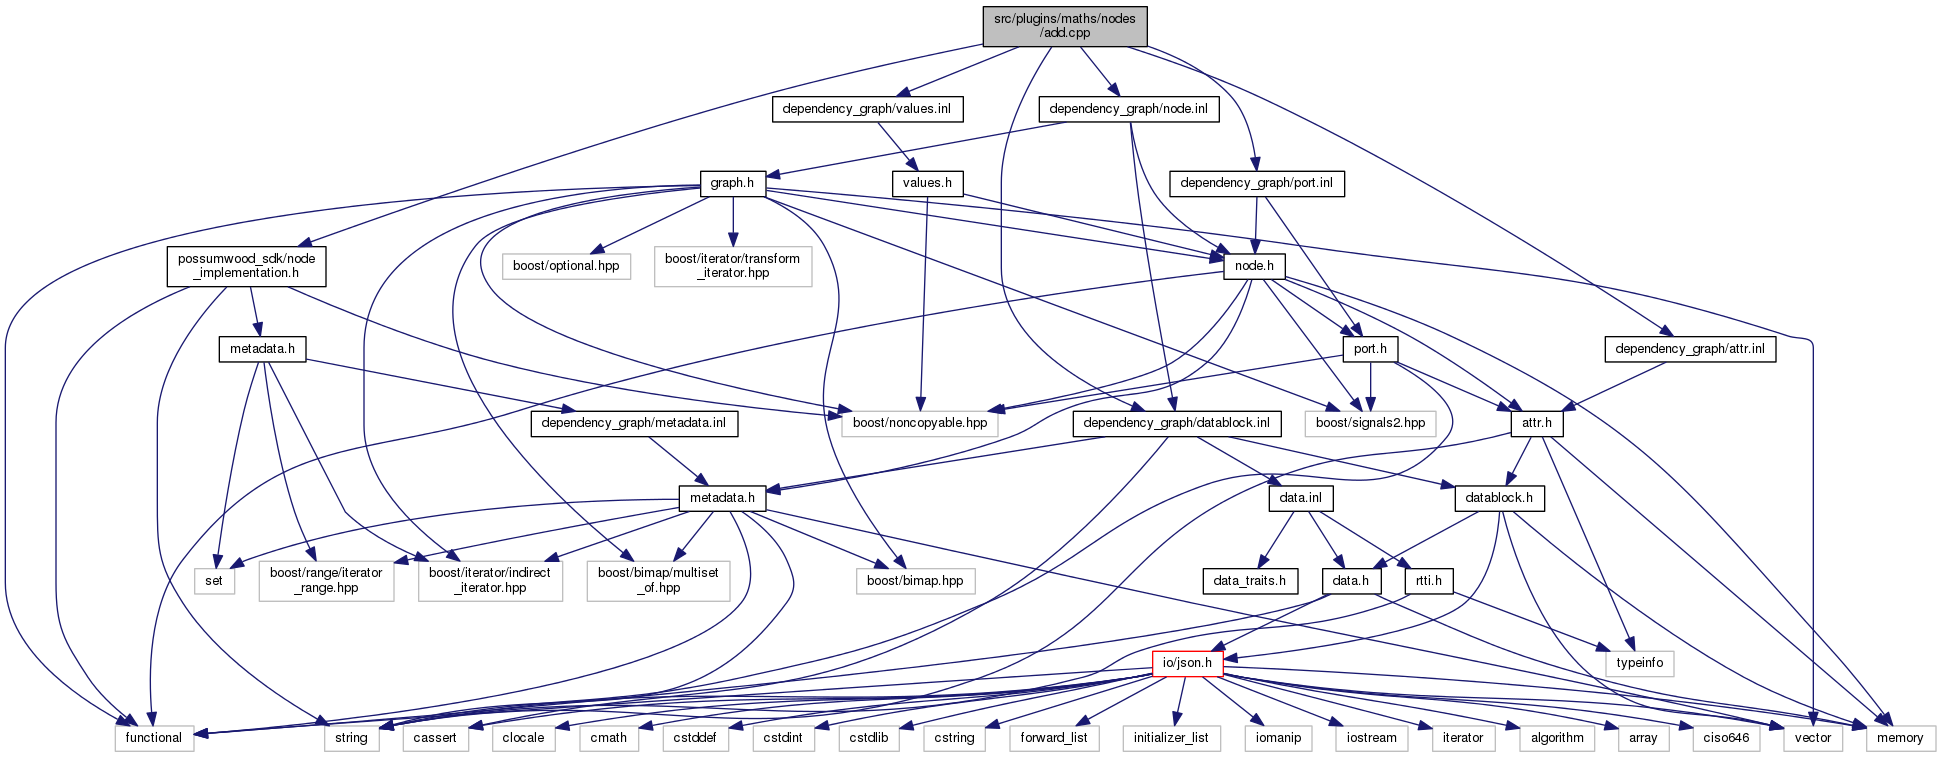 src/plugins/maths/nodes
/add.cpp
dependency_graph/values.inl
dependency_graph/node.inl
graph.h
values.h
dependency_graph/port.inl
possumwood_sdk/node
_implementation.h
boost/optional.hpp
boost/iterator/transform
_iterator.hpp
node.h
metadata.h
port.h
dependency_graph/attr.inl
dependency_graph/metadata.inl
boost/noncopyable.hpp
dependency_graph/datablock.inl
boost/signals2.hpp
attr.h
metadata.h
data.inl
datablock.h
set
boost/range/iterator
_range.hpp
boost/iterator/indirect
_iterator.hpp
boost/bimap/multiset
_of.hpp
boost/bimap.hpp
data_traits.h
data.h
rtti.h
io/json.h
typeinfo
functional
string
cassert
clocale
cmath
cstddef
cstdint
cstdlib
cstring
forward_list
initializer_list
iomanip
iostream
iterator
algorithm
array
ciso646
vector
memory